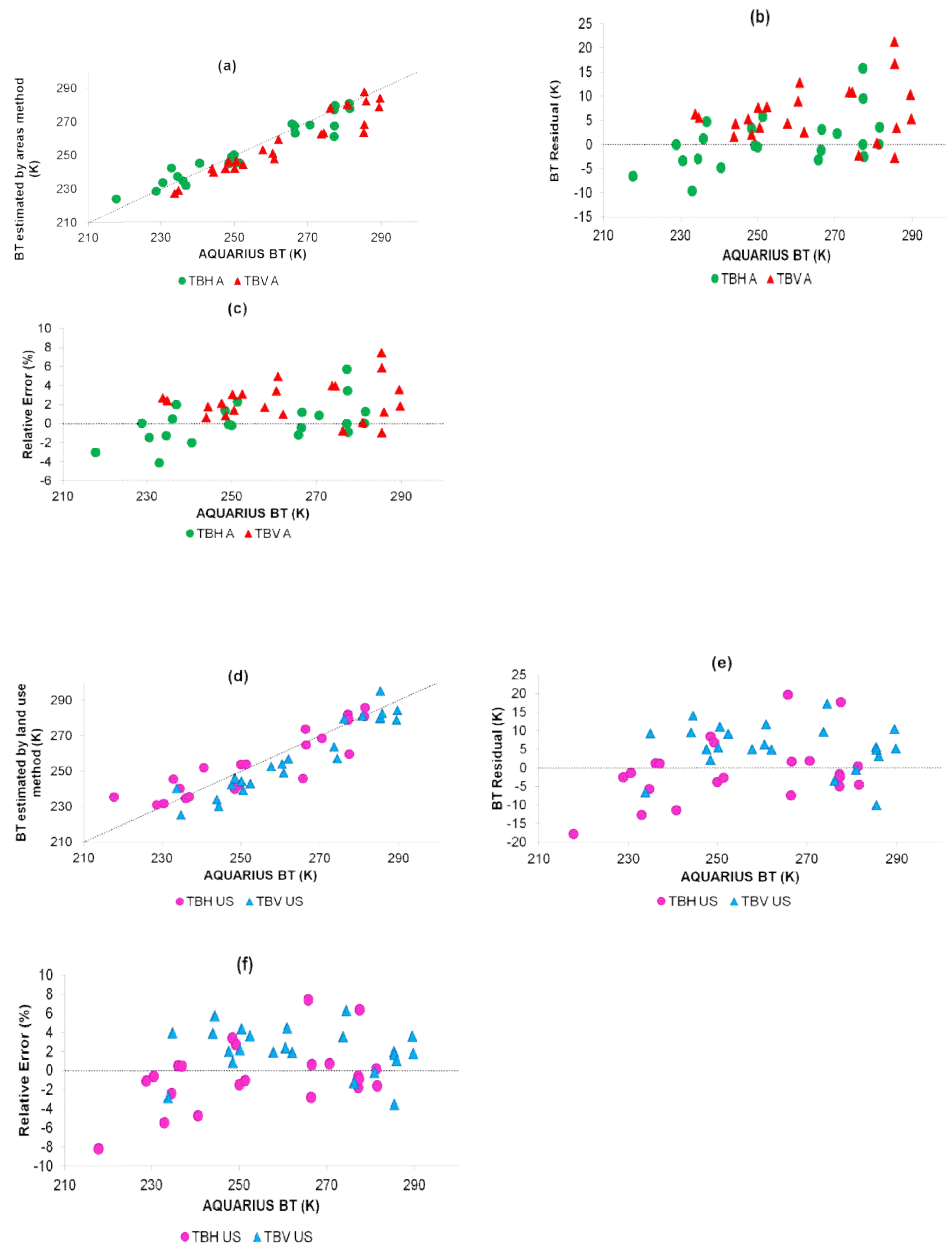 (a)
BT estimated by areas method
(K)
290
270
250
230
210
210 230 250 270 290
AQUARIUS BT (K)
TBH A TBV A
(b)
BT Residual (K)
25
20
15
10
5
0
-5
-10
-15
210 220 230 240 250 260 270 280 290
AQUARIUS BT (K)
TBH A TBV A
(c)
Relative Error (%)
10
8
6
4
2
0
-2
-4
-6
210 230 250 270 290
AQUARIUS BT (K)
TBH A TBV A
(d)
BT estimated by land use
method (K)
290
270
250
230
210
210 230 250 270 290
AQUARIUS BT (K)
TBH US TBV US
(e)
BT Residual (K)
25
20
15
10
5
0
-5
-10
-15
-20
210 230 250 270 290
AQUARIUS BT (K)
TBH US TBV US
(f)
Relative Error (%)
10
8
6
4
2
0
-2
-4
-6
-8
-10
210 230 250 270 290
AQUARIUS BT (K)
TBH US TBV US